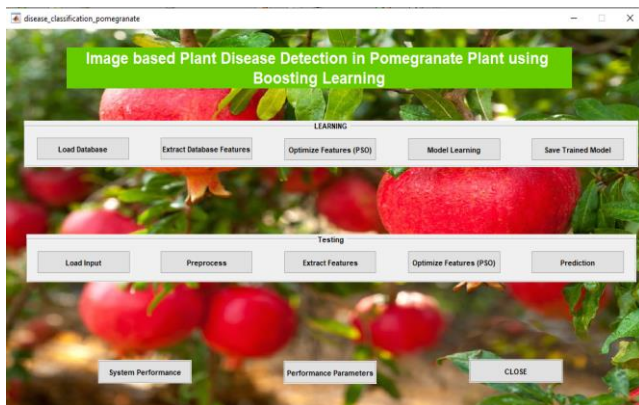 disease_classification_pomegranate
Image based Plant Disease Detection in Pomegranate Plant using
Boosting Learning
LEARNING
Load Database Extract Database Features Optimize Features (PSO) Model Learning Save Trained Model
Testing
Load Input Preprocess Extract Features Optimize Features (PSO) Prediction
System Performance Performance Parameters CLOSE